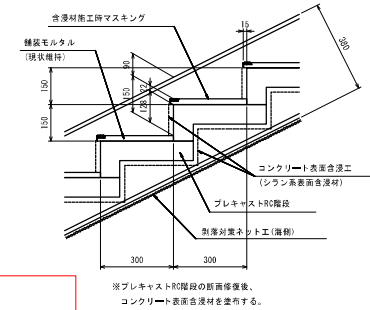 含浸材施工時マスキング
舗装モルタル
(現状維持)
15
380
90
150
150
22
128
150
コンクリート表面含浸工
(シラン系表面含浸材)
プレキャストRC階段
剥落対策ネット工(海側)
300
300
※プレキャストRC階段の断面修復後、
コンクリート表面含浸材を塗布する。